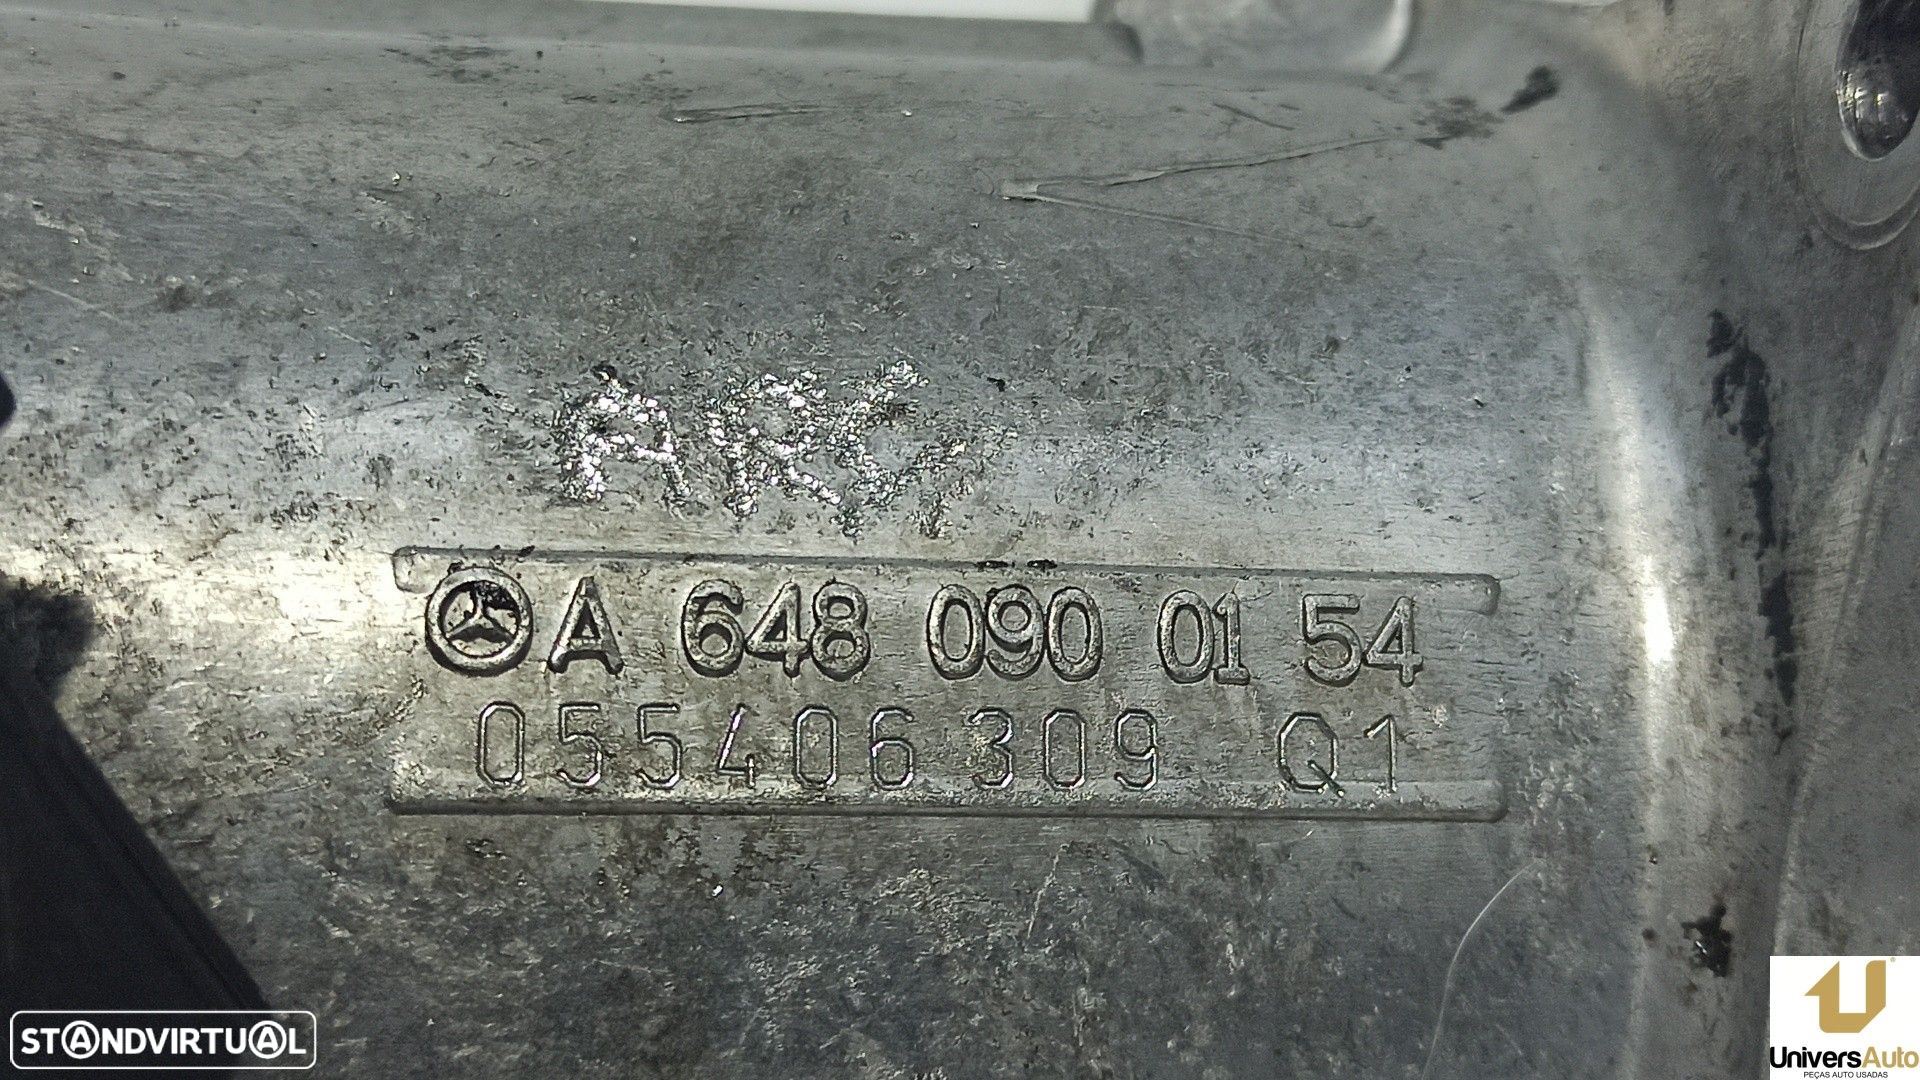 A 648 090 01 54
055406309 Q1
STANDVIRTUAL
UniversAuto
PEÇAS AUTO USADAS